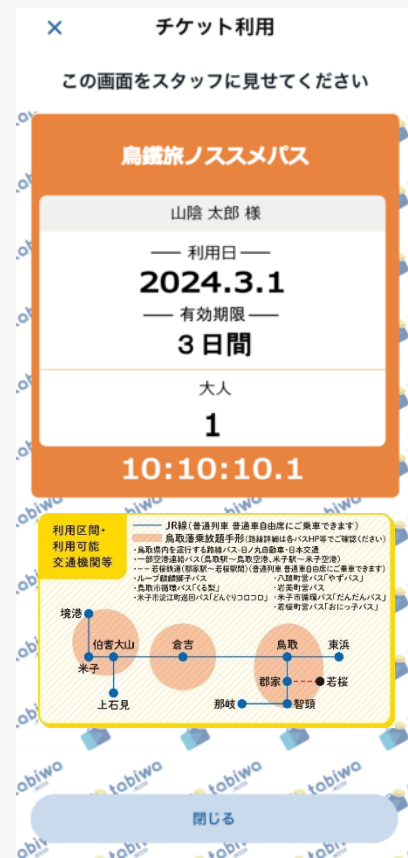 × チケット利用
この画面をスタッフに見せてください
鳥鐵旅ノススメパス
山陰 太郎 様
利用日
2024.3.1
有効期限
3日間
大人
1
10:10:10.1
利用区間・
利用可能
交通機関等
JR線(普通列車 普通車自由席にご乗車できます)
鳥取藩乗放題手形(路線詳細は各バスHP等でご確認ください)
・鳥取県内を運行する路線バス-日ノ丸自動車・日本交通
・一部空港連絡バス(鳥取駅～鳥取空港、米子駅～米子空港)
・--- 若桜鉄道(郡家駅～若桜駅間)(普通列車 普通車自由席にご乗車できます)
・ループ麒麟獅子バス ・八頭町営バス「やずバス」
・鳥取市循環バス「くる梨」 ・岩美町営バス
・米子市淀江町巡回バス「どんぐりコロコロ」 ・米子市循環バス「だんだんバス」
・若桜町営バス「おにっ子バス」
境港
伯耆大山 倉吉 鳥取 東浜
米子
郡家 若桜
上石見 那岐 智頭
閉じる
tobiwa